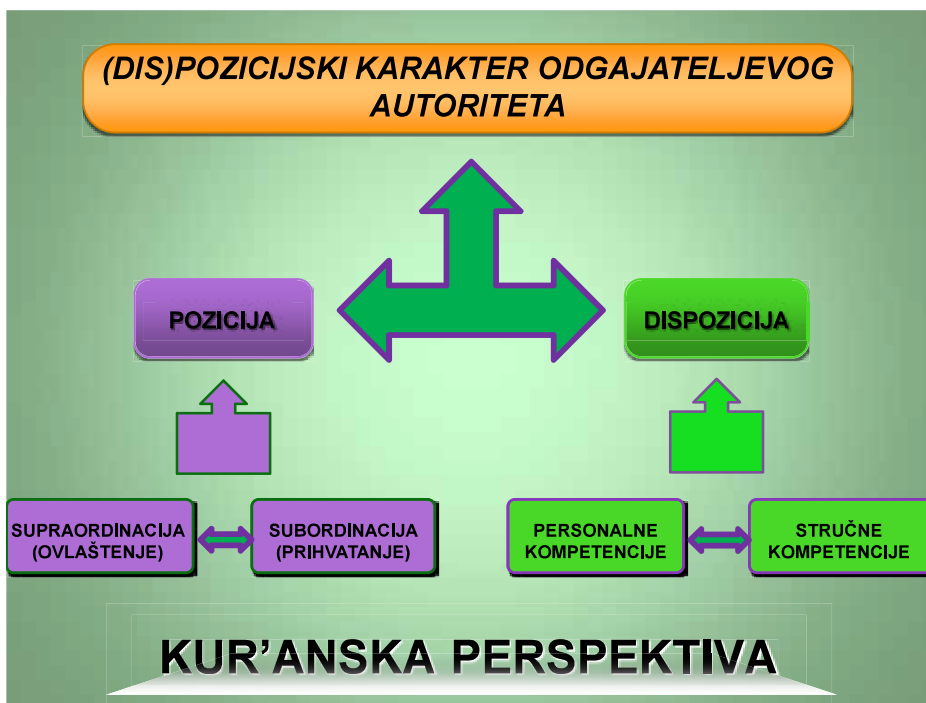 (DIS)POZICIJSKI KARAKTER ODGAJATELJEVOG
AUTORITETA
POZICIJA
DISPOZICIJA
SUPRAORDINACIJA
(OVLAŠTENJE)
SUBORDINACIJA
(PRIHVATANJE)
PERSONALNE
KOMPETENCIJE
STRUČNE
KOMPETENCIJE
KUR’ANSKA PERSPEKTIVA